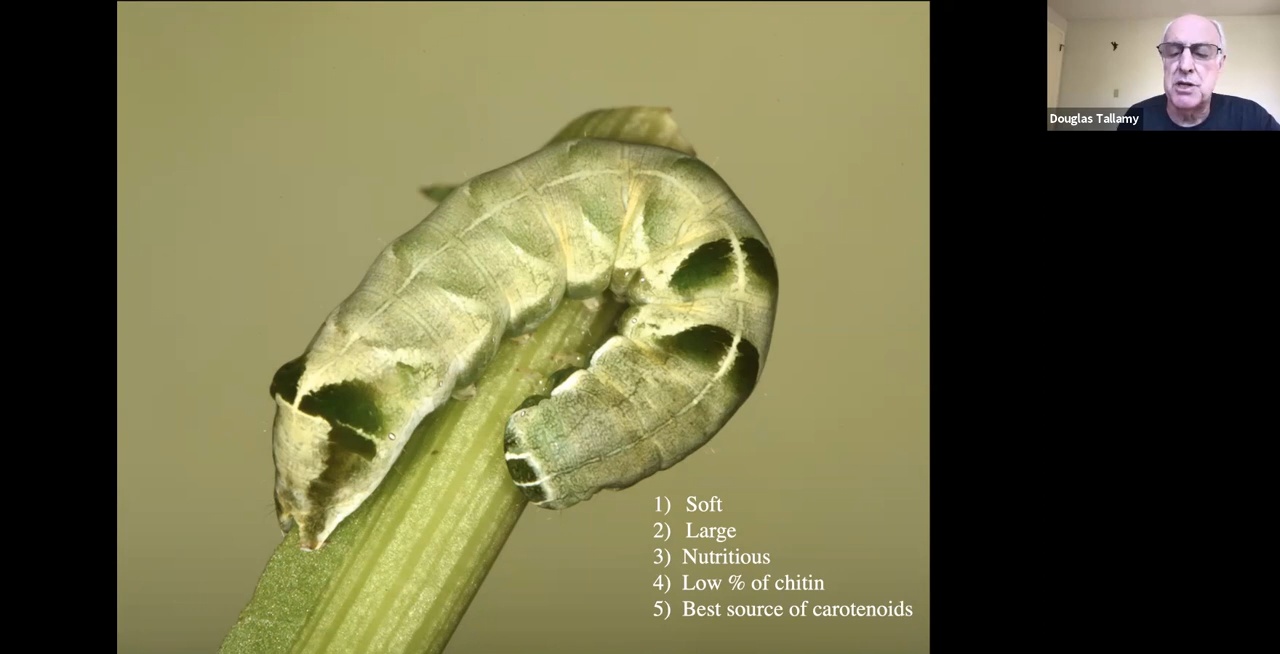 Douglas Tallamy
1) Soft
2) Large
3) Nutritious
4) Low % of chitin
5) Best source of carotenoids